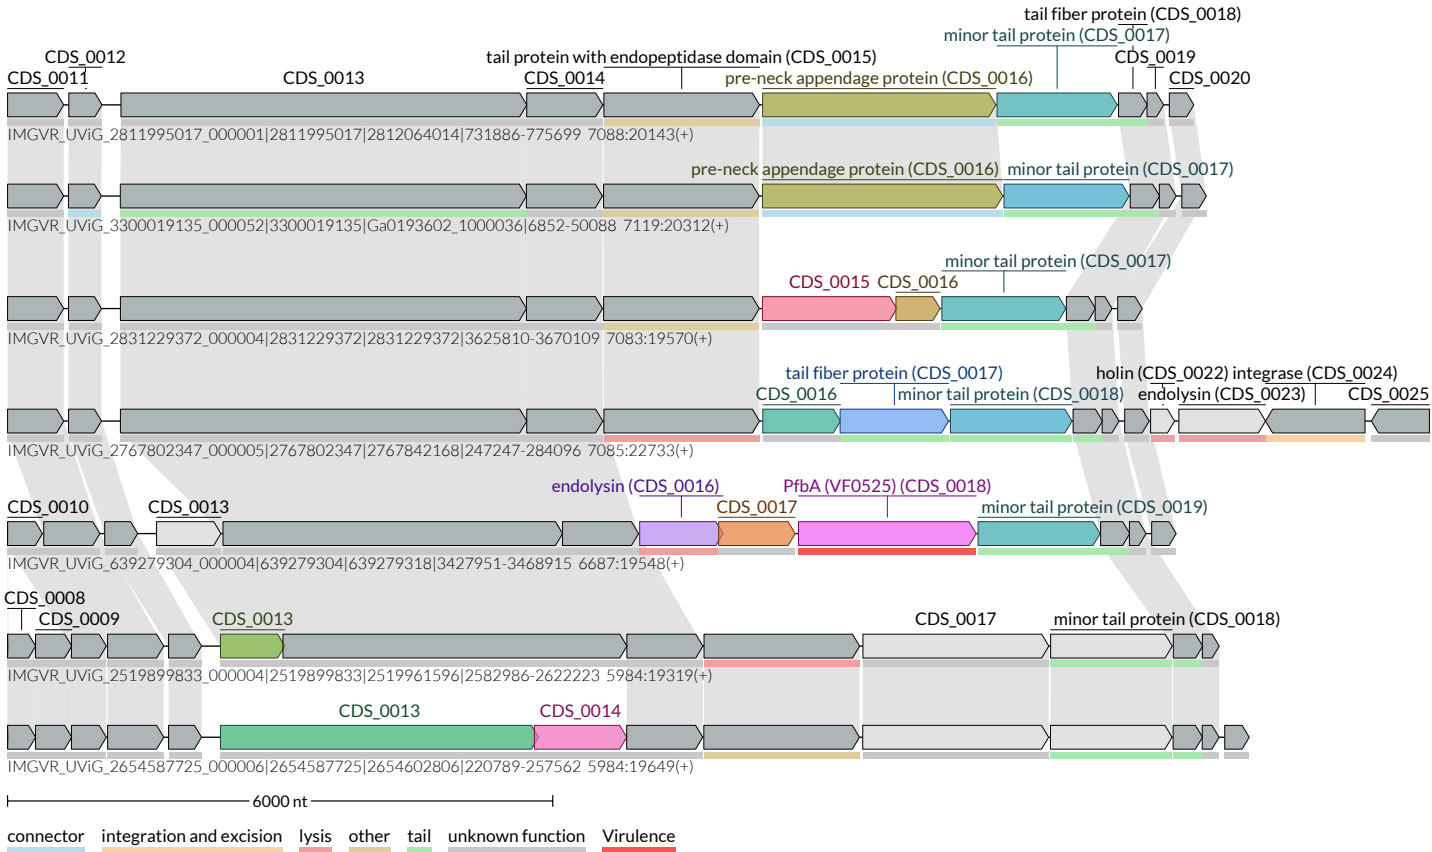 tail fiber protein (CDS_0018)
minor tail protein (CDS_0017)
CDS_0012 tail protein with endopeptidase domain (CDS_0015) CDS_0019
CDS_0011 CDS_0013 CDS_0014 pre-neck appendage protein (CDS_0016) CDS_0020
IMGVR_UViG_2811995017_000001|2811995017|2812064014|731886-775699 7088:20143(+)
pre-neck appendage protein (CDS_0016) minor tail protein (CDS_0017)
IMGVR_UViG_3300019135_000052|3300019135|Ga0193602_1000036|6852-50088 7119:20312(+)
minor tail protein (CDS_0017)
CDS_0015 CDS_0016
IMGVR_UViG_2831229372_000004|2831229372|2831229372|3625810-3670109 7083:19570(+)
tail fiber protein (CDS_0017) holin (CDS_0022) integrase (CDS_0024)
CDS_0016 minor tail protein (CDS_0018) endolysin (CDS_0023) CDS_0025
IMGVR_UViG_2767802347_000005|2767802347|2767842168|247247-284096 7085:22733(+)
endolysin (CDS_0016) PfbA (VF0525) (CDS_0018)
CDS_0010 CDS_0013 CDS_0017 minor tail protein (CDS_0019)
IMGVR_UViG_639279304_000004|639279304|639279318|3427951-3468915 6687:19548(+)
CDS_0008
CDS_0009 CDS_0013 CDS_0017 minor tail protein (CDS_0018)
IMGVR_UViG_2519899833_000004|2519899833|2519961596|2582986-2622223 5984:19319(+)
CDS_0013 CDS_0014
IMGVR_UViG_2654587725_000006|2654587725|2654602806|220789-257562 5984:19649(+)
6000 nt
connector integration and excision lysis other tail unknown function Virulence